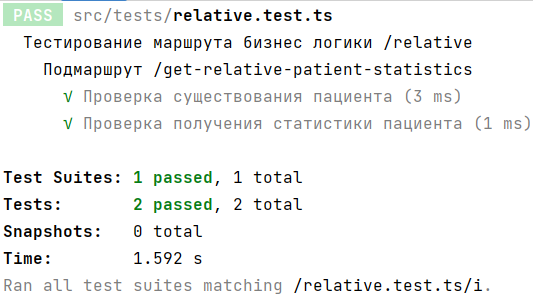 PASS src/tests/relative.test.ts
Тестирование маршрута бизнес логики /relative
Подмаршрут /get-relative-patient-statistics
√ Проверка существования пациента (3 ms)
√ Проверка получения статистики пациента (1 ms)
Test Suites: 1 passed, 1 total
Tests: 2 passed, 2 total
Snapshots: 0 total
Time: 1.592 s
Ran all test suites matching /relative.test.ts/i.